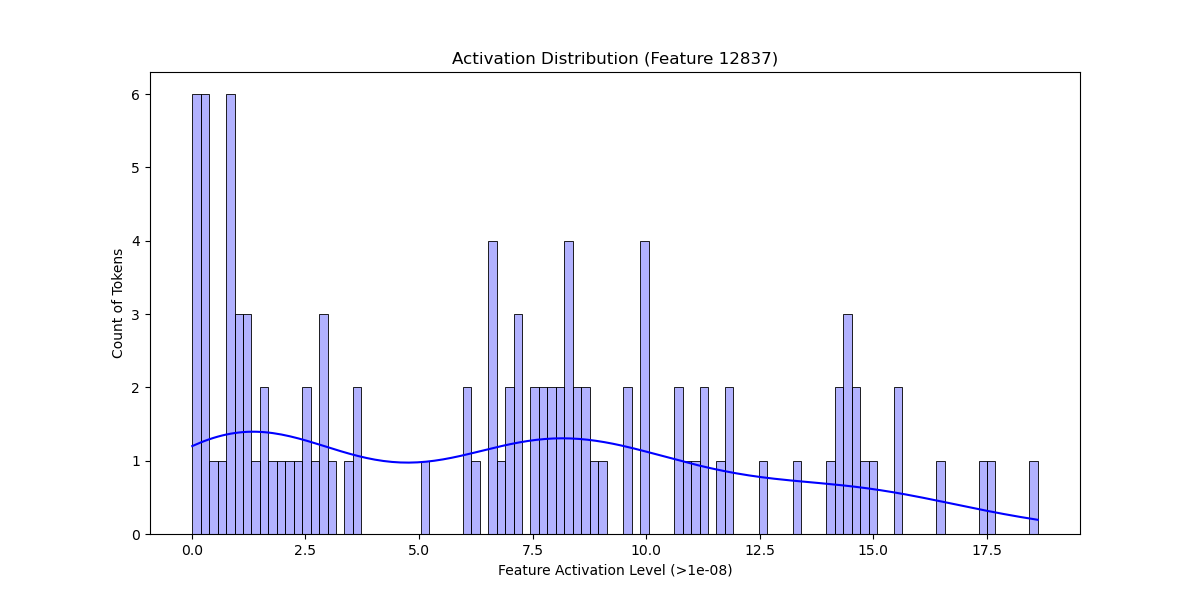 Activation Distribution (Feature 12837)
6
5
4
3
2
1
0
Count of Tokens
0.0 2.5 5.0 7.5 10.0 12.5 15.0 17.5
Feature Activation Level (>1e-08)